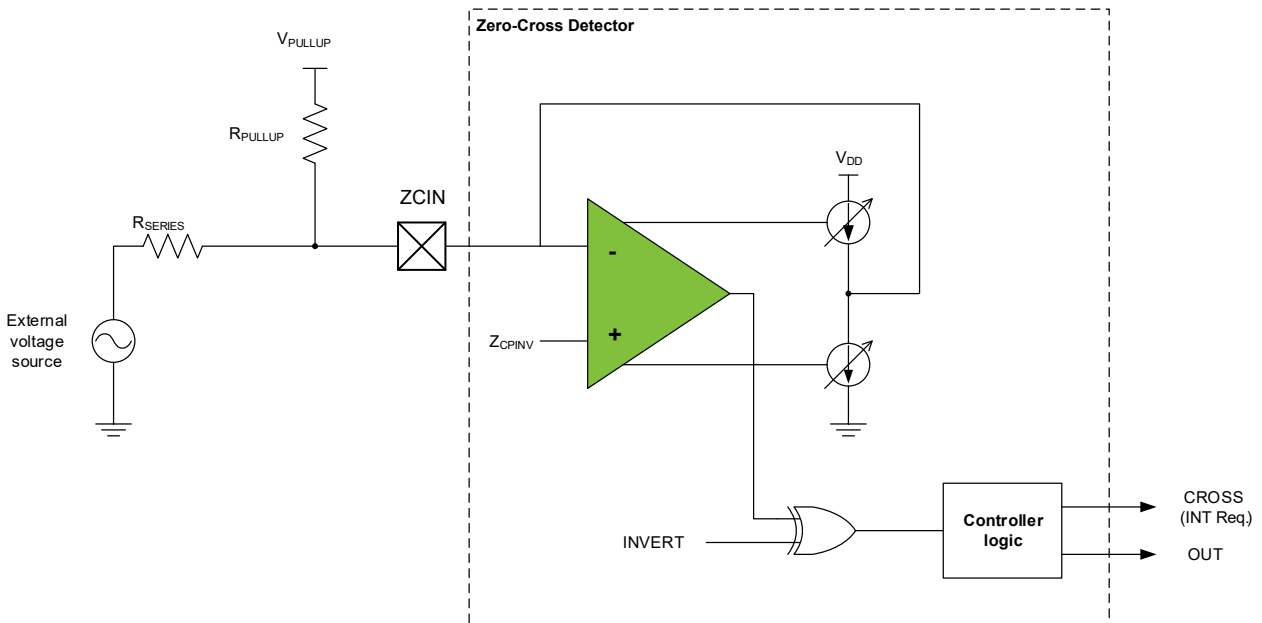 Zero-Cross Detector
VPULLUP
RPULLUP
ZCIN
VDD
RSERIES
-
External
voltage
source
+
ZCPINV
INVERT
Controller
logic
CROSS
(INT Req.)
OUT